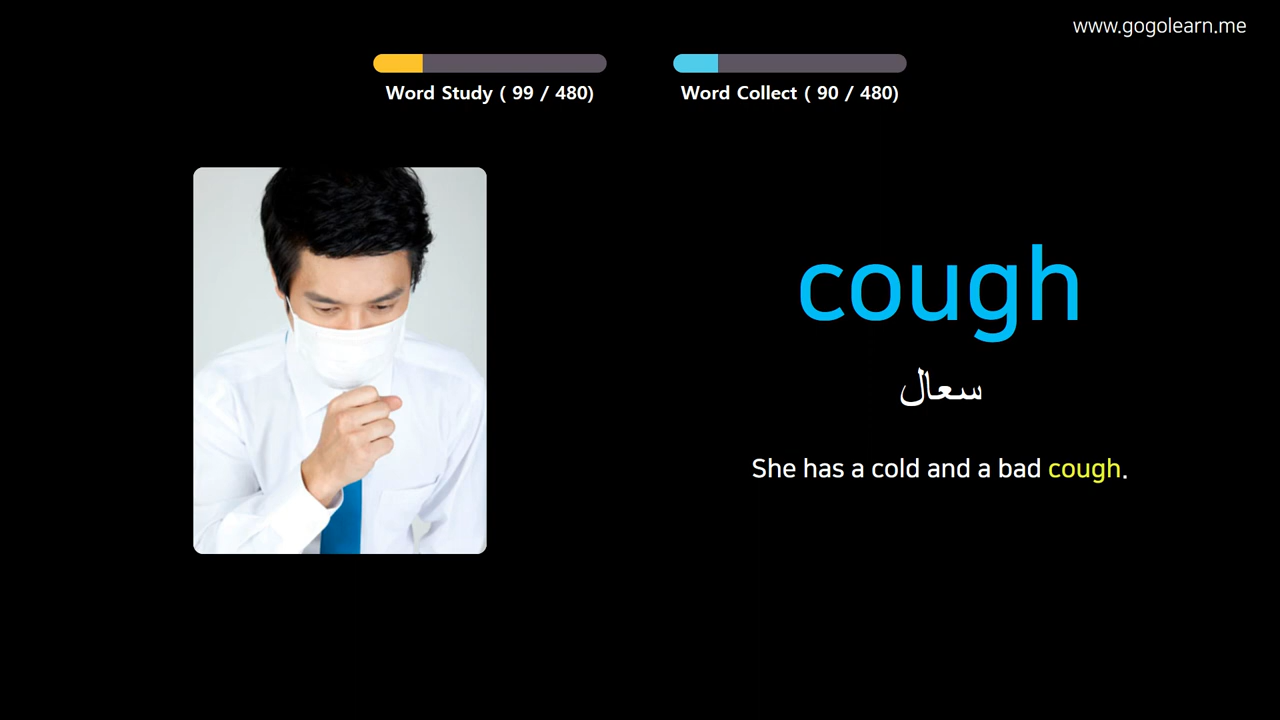 www.gogolearn.me
Word Study ( 99 / 480)
Word Collect ( 90 / 480)
cough
سعال
She has a cold and a bad cough.